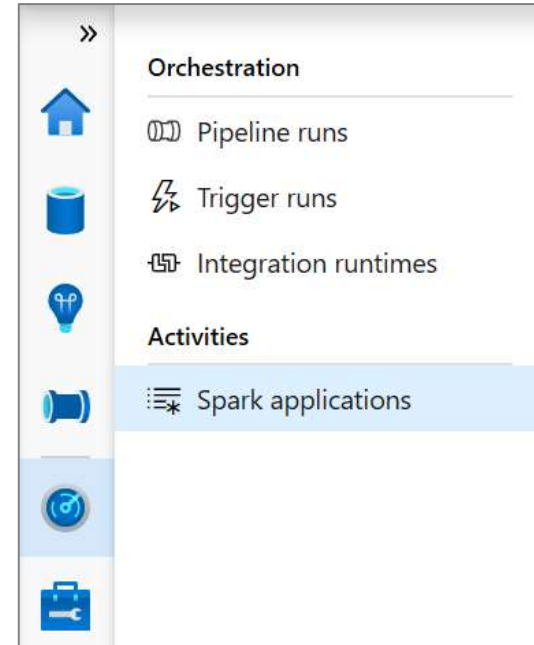 Orchestration
Pipeline runs
Trigger runs
Integration runtimes
Activities
Spark applications